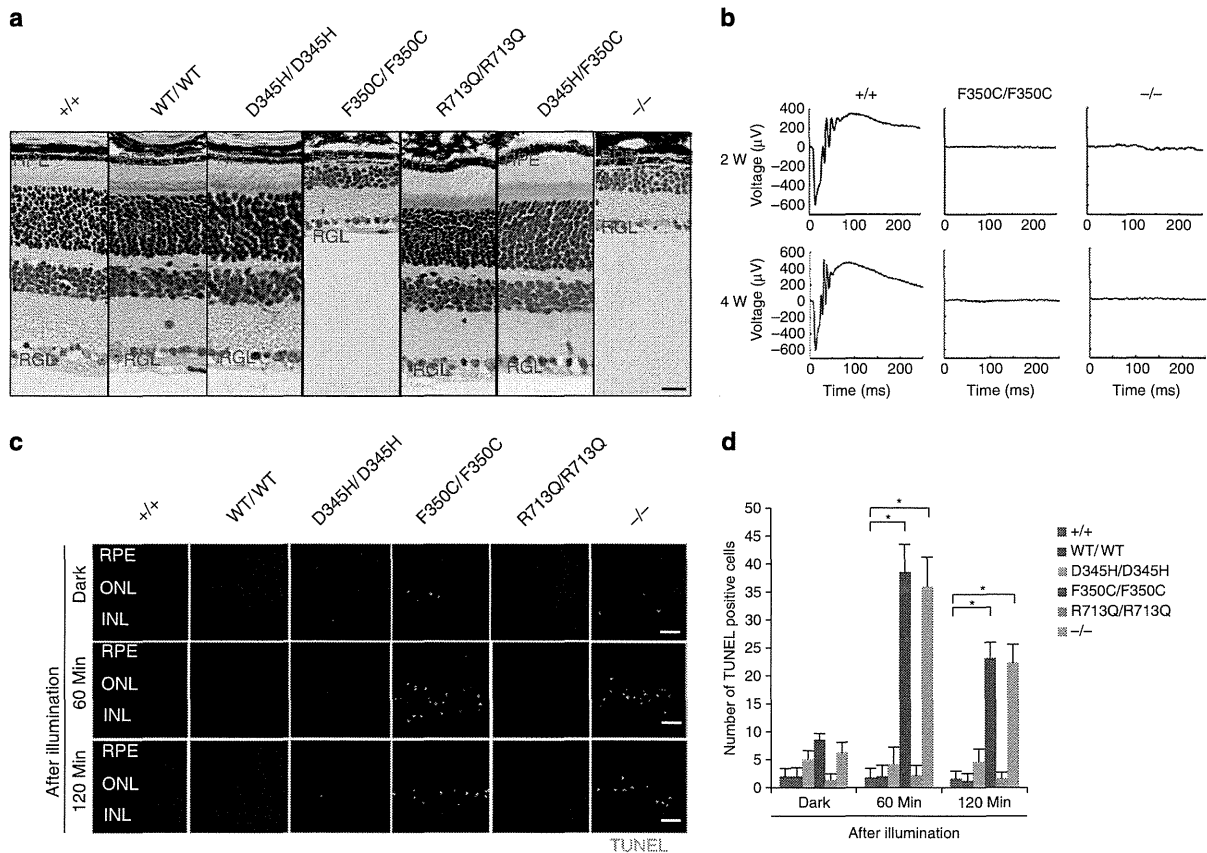 a
+/+
WT/WT
D345H/D345H
F350C/F350C
R713Q/R713Q
D345H/F350C
–/–
RPE
RGL
RGL
RGL
RGL
RGL
RGL
RGL
b
+/+
F350C/F350C
–/–
2 W
Voltage (µV)
400
200
0
–200
–400
–600
0 100 200
0 100 200
0 100 200
4 W
Voltage (µV)
600
400
200
0
–200
–400
–600
0 100 200
0 100 200
0 100 200
Time (ms)
Time (ms)
Time (ms)
c
+/+
WT/WT
D345H/D345H
F350C/F350C
R713Q/R713Q
–/–
Dark
RPE
ONL
INL
After illumination
60 Min
RPE
ONL
INL
120 Min
RPE
ONL
INL
TUNEL
d
Number of TUNEL positive cells
50
45
40
35
30
25
20
15
10
5
0
*
*
*
*
Dark
60 Min
120 Min
After illumination
+/+
WT/WT
D345H/D345H
F350C/F350C
R713Q/R713Q
–/–